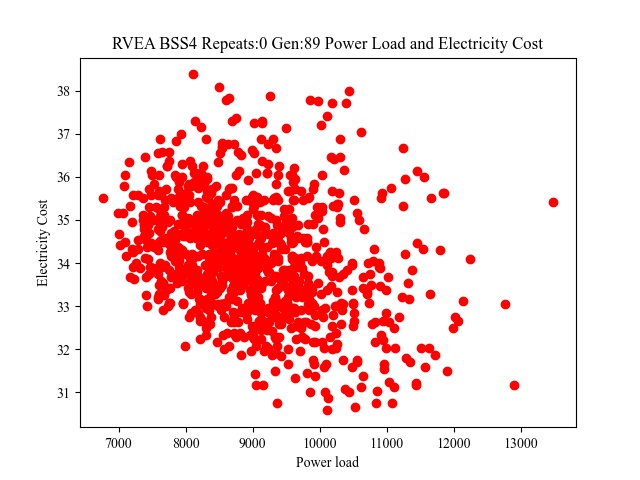 RVEA BSS4 Repeats:0 Gen:89 Power Load and Electricity Cost
38
37
36
35
34
33
32
31
Electricity Cost
7000 8000 9000 10000 11000 12000 13000
Power load